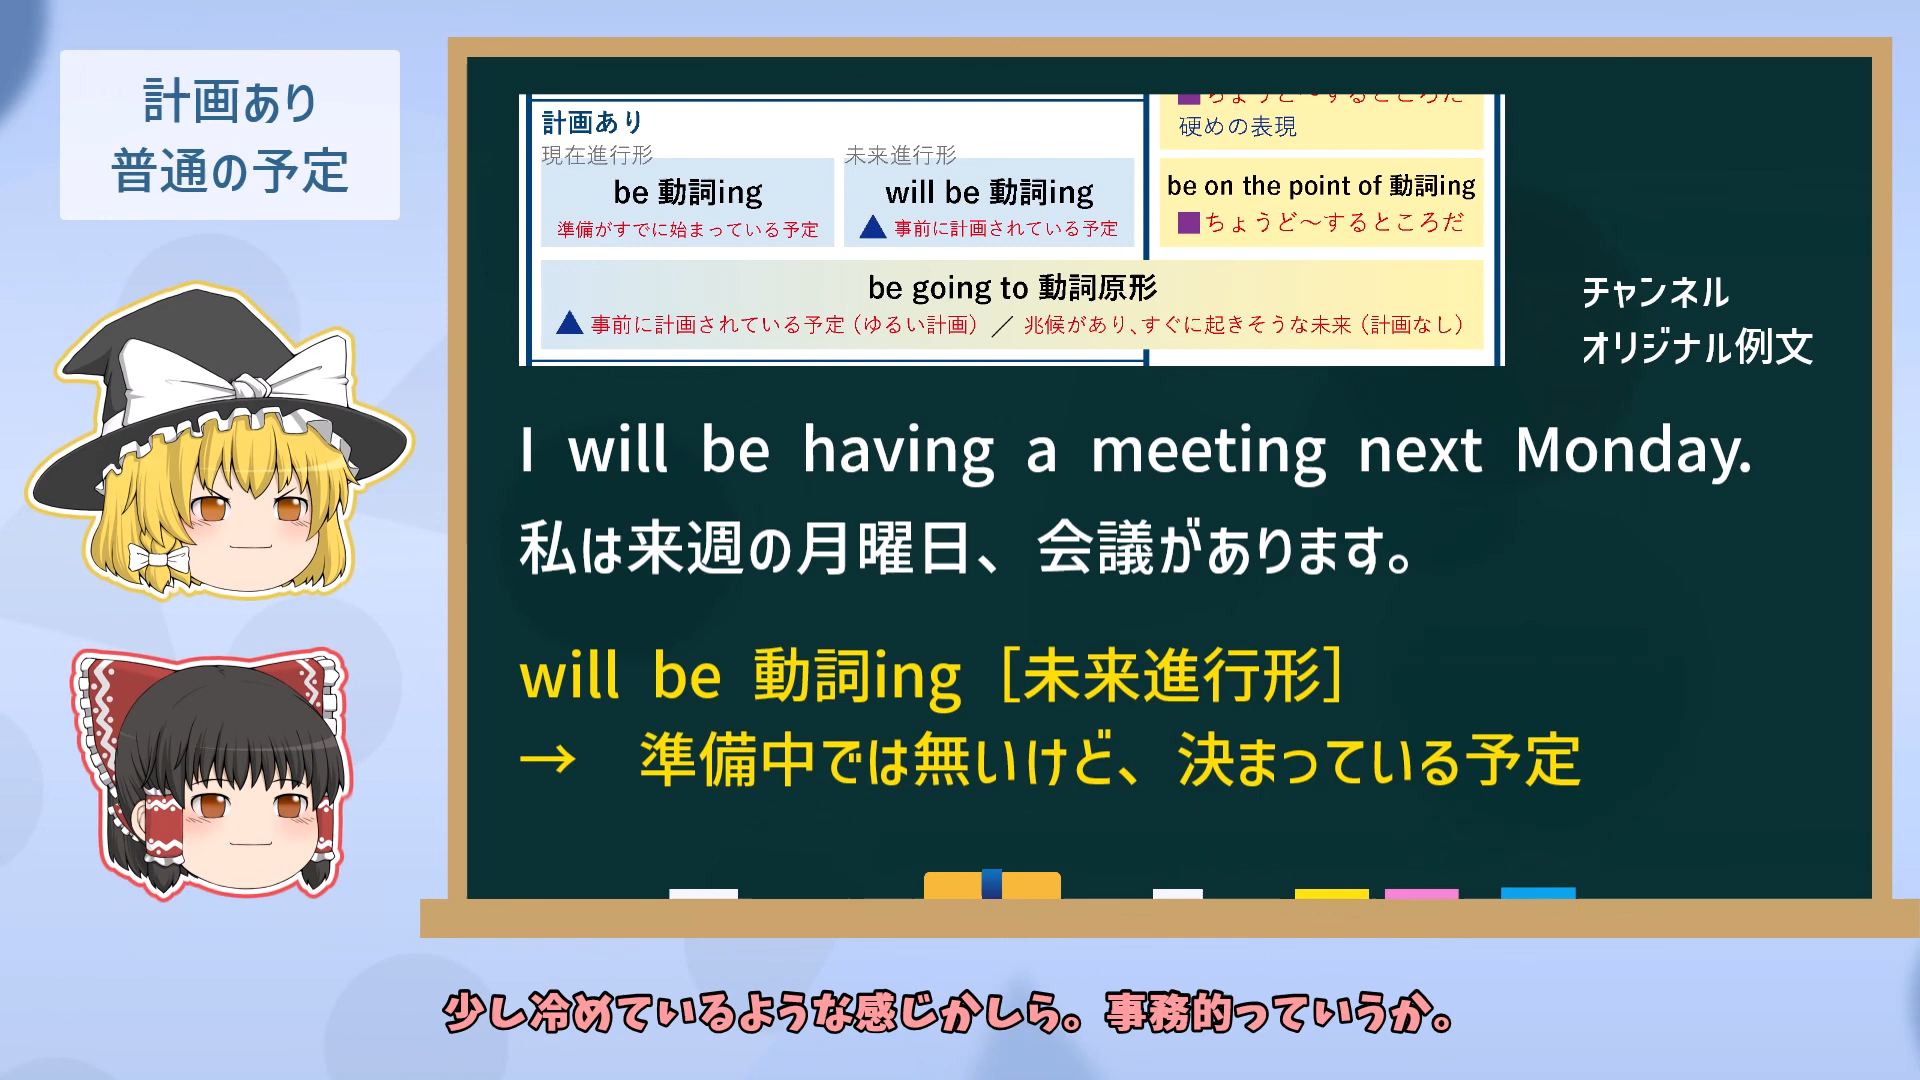 計画あり
普通の予定
計画あり
現在進行形
be 動詞ing
準備がすでに始まっている予定
未来進行形
will be 動詞ing
▲ 事前に計画されている予定
■ちょうど～するところだ
硬めの表現
be on the point of 動詞ing
■ちょうど～するところだ
be going to 動詞原形
▲ 事前に計画されている予定（ゆるい計画） ／ 兆候があり、すぐに起きそうな未来（計画なし）
チャンネル
オリジナル例文
I will be having a meeting next Monday.
私は来週の月曜日、会議があります。
will be 動詞ing［未来進行形］
→ 準備中では無いけど、決まっている予定
少し冷めているような感じかしら。事務的っていうか。